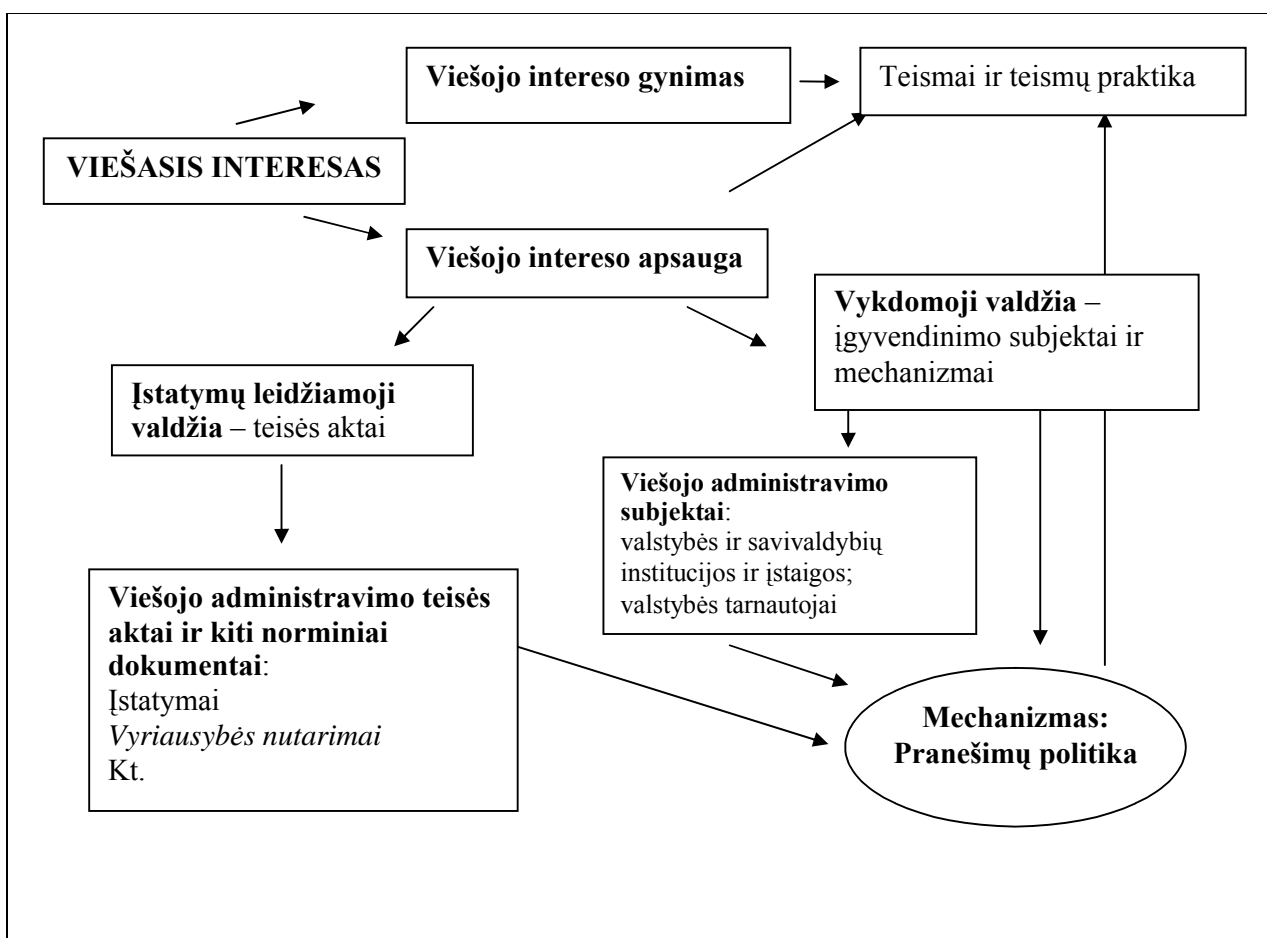 Viešojo intereso gynimas
Teismai ir teismų praktika
VIEŠASIS INTERESAS
Viešojo intereso apsauga
Vykdomoji valdžia –
įgyvendinimo subjektai ir
mechanizmai
Įstatymų leidžiamoji
valdžia – teisės aktai
Viešojo administravimo
subjektai:
valstybės ir savivaldybių
institucijos ir įstaigos;
valstybės tarnautojai
Viešojo administravimo teisės
aktai ir kiti norminiai
dokumentai:
Įstatymai
Vyriausybės nutarimai
Kt.
Mechanizmas:
Pranešimų politika